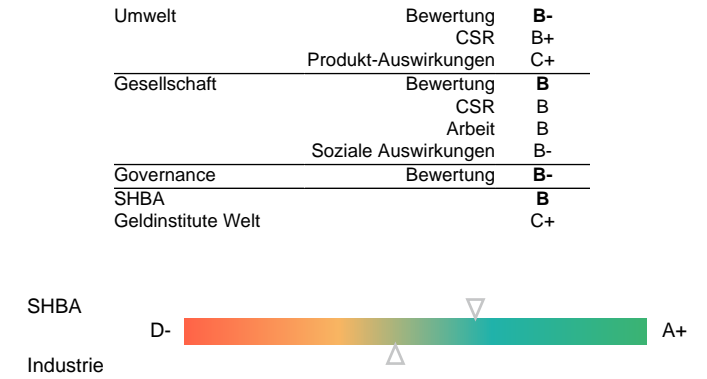 Umwelt Bewertung B-
CSR B+
Produkt-Auswirkungen C+
Gesellschaft Bewertung B
CSR B
Arbeit B
Soziale Auswirkungen B-
Governance Bewertung B-
SHBA B
Geldinstitute Welt C+
SHBA
D- A+
Industrie